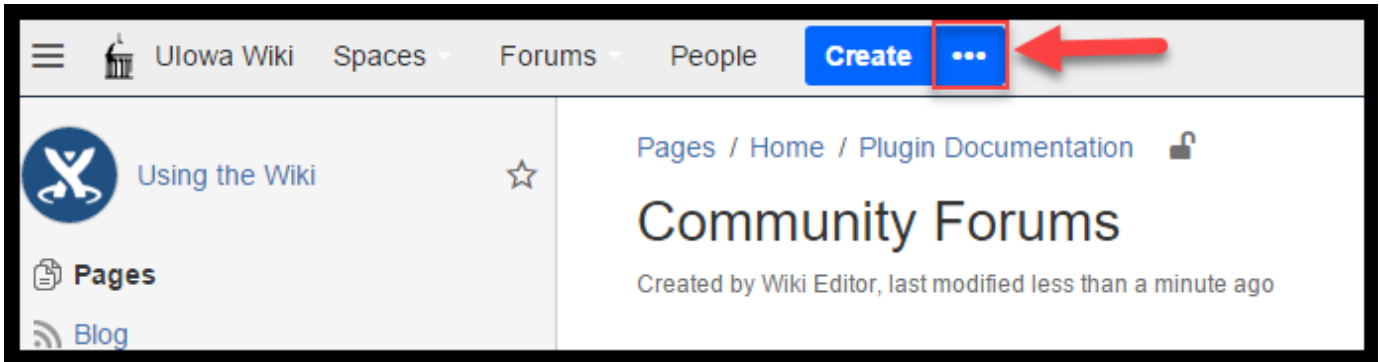 UIowa Wiki Spaces Forums People Create •••
Using the Wiki
Pages
Blog
Pages / Home / Plugin Documentation
Community Forums
Created by Wiki Editor, last modified less than a minute ago